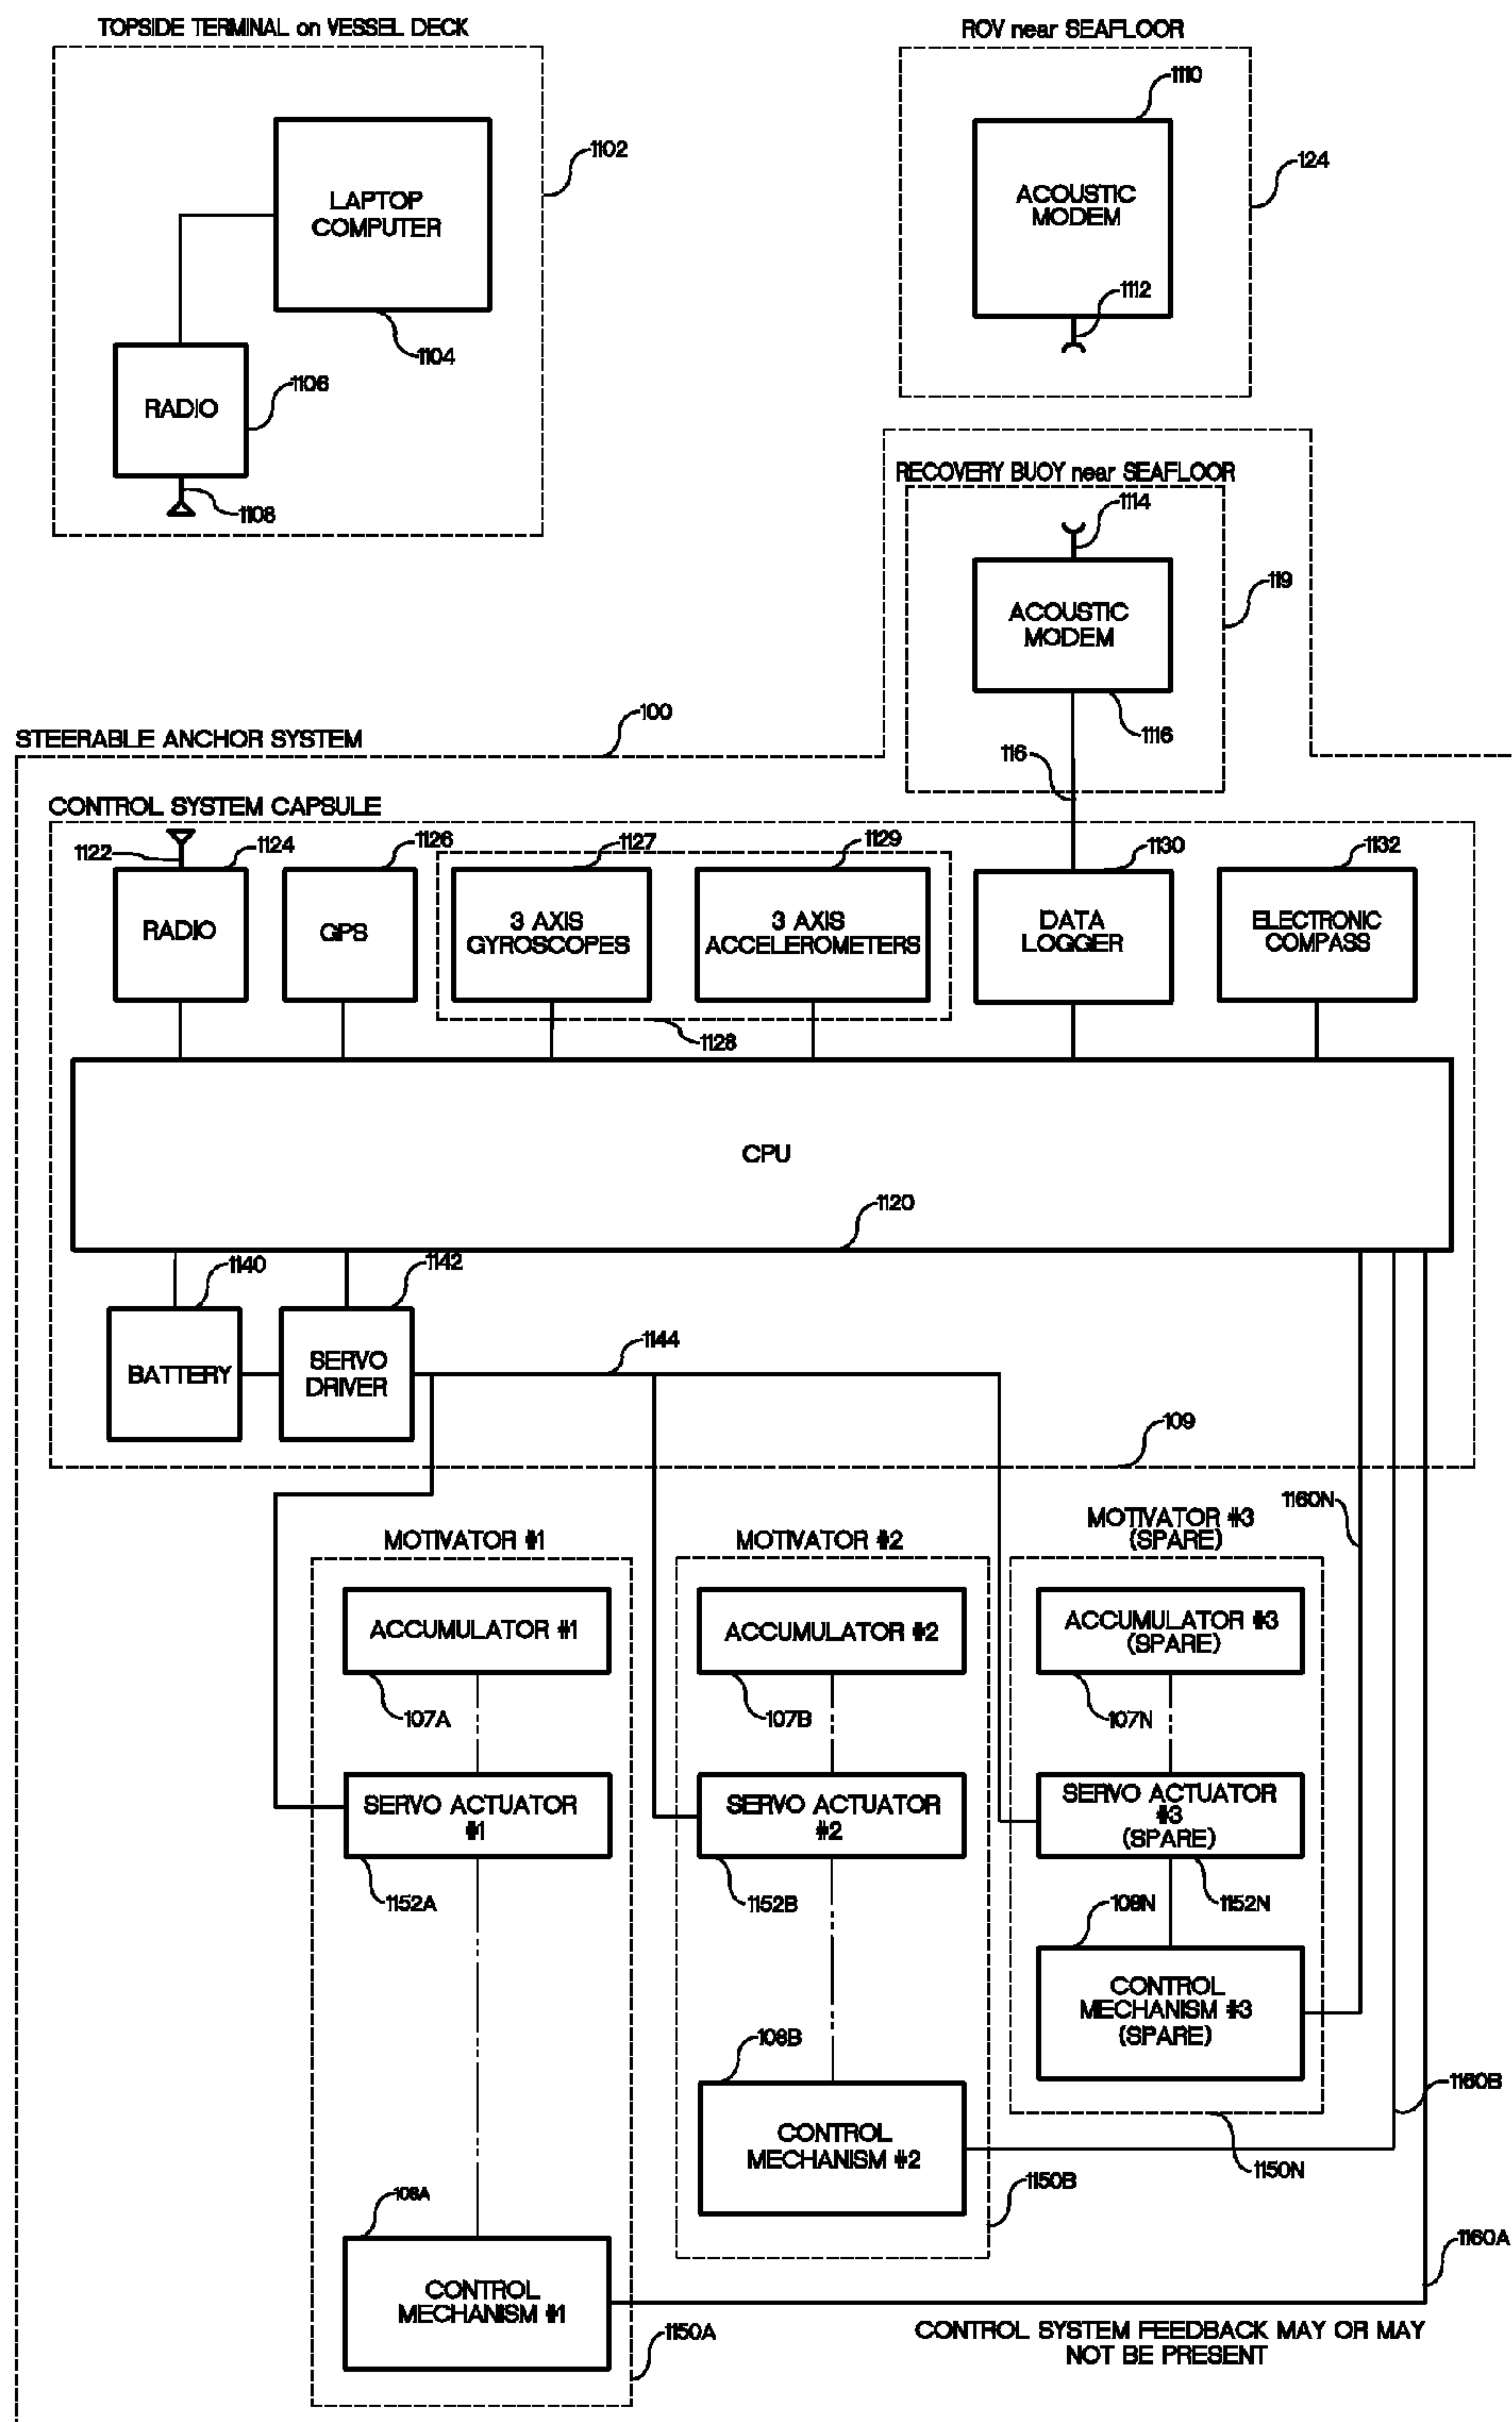 TOPSIDE TERMINAL on VESSEL DECK
LAPTOP
COMPUTER
1102
1104
RADIO
1106
1108
ROV near SEAFLOOR
1110
ACOUSTIC
MODEM
124
1112
RECOVERY BUOY near SEAFLOOR
1114
ACOUSTIC
MODEM
119
1116
116
100
STEERABLE ANCHOR SYSTEM
CONTROL SYSTEM CAPSULE
1122
1124
1126
1127
1129
1130
1132
RADIO
GPS
3 AXIS
GYROSCOPES
3 AXIS
ACCELEROMETERS
DATA
LOGGER
ELECTRONIC
COMPASS
1128
CPU
1120
1140
1142
BATTERY
SERVO
DRIVER
1144
109
MOTIVATOR #1
ACCUMULATOR #1
107A
SERVO ACTUATOR
#1
1152A
108A
CONTROL
MECHANISM #1
1150A
MOTIVATOR #2
ACCUMULATOR #2
107B
SERVO ACTUATOR
#2
1152B
108B
CONTROL
MECHANISM #2
1150B
MOTIVATOR #3
(SPARE)
1160N
ACCUMULATOR #3
(SPARE)
107N
SERVO ACTUATOR
#3
(SPARE)
108N
1152N
CONTROL
MECHANISM #3
(SPARE)
1150N
1160B
1160A
CONTROL SYSTEM FEEDBACK MAY OR MAY
NOT BE PRESENT